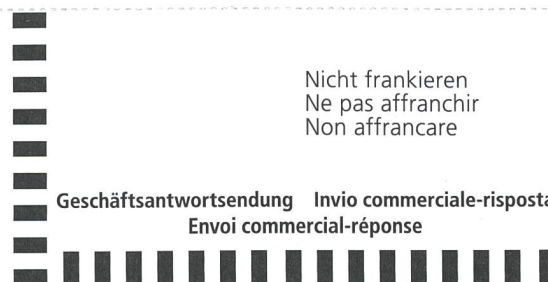 Nicht frankieren
Ne pas affranchir
Non affrancare
Geschäftsantwortsendung Invio commerciale-risposta
Envoi commercial-réponse